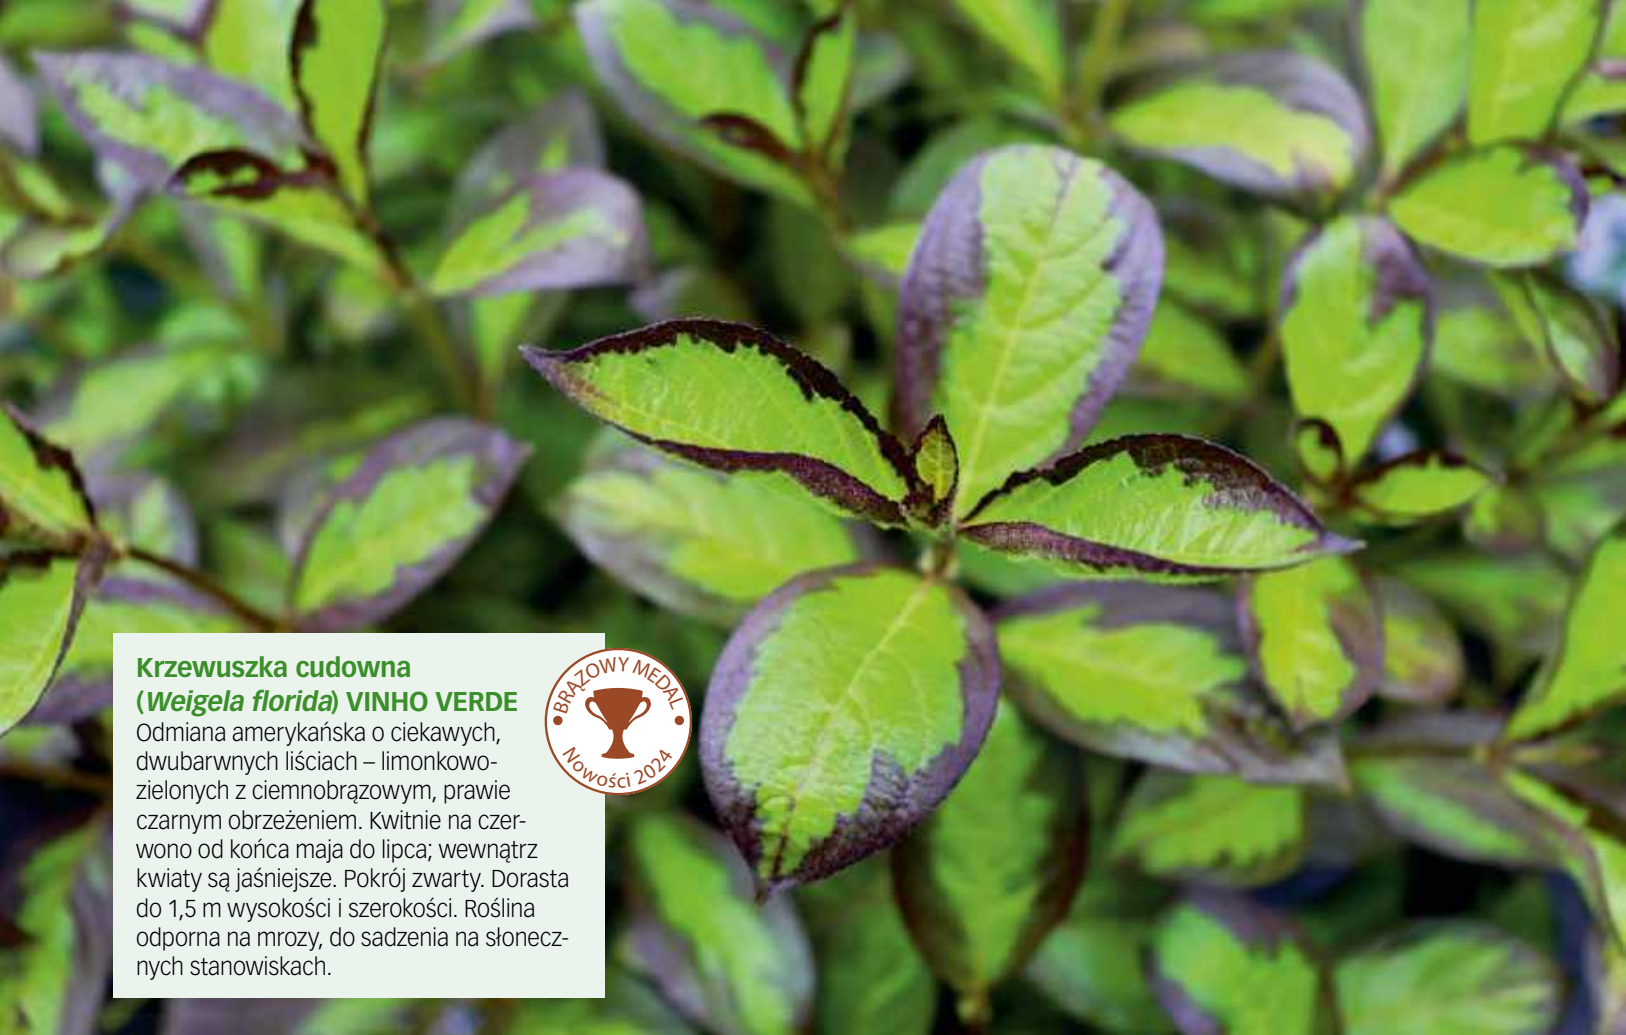 Krzewuszka cudowna
(Weigela florida) VINHO VERDE
Odmiana amerykańska o ciekawych,
dwubarwnych liściach – limonkowo-
zielonych z ciemnobrązowym, prawie
czarnym obrzeżeniem. Kwitnie na czer-
wono od końca maja do lipca; wewnątrz
kwiaty są jaśniejsze. Pokrój zwarty. Dorasta
do 1,5 m wysokości i szerokości. Roślina
odporna na mrozy, do sadzenia na słonecz-
nych stanowiskach.
BRĄZOWY MEDAL
Nowości 2024